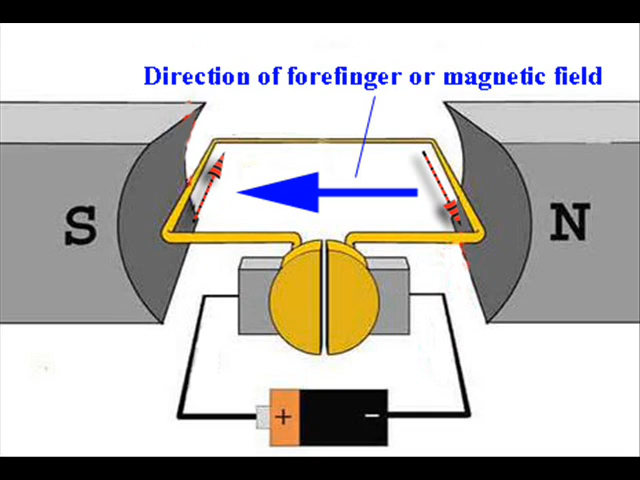 Direction of forefinger or magnetic field
S
N
+ -